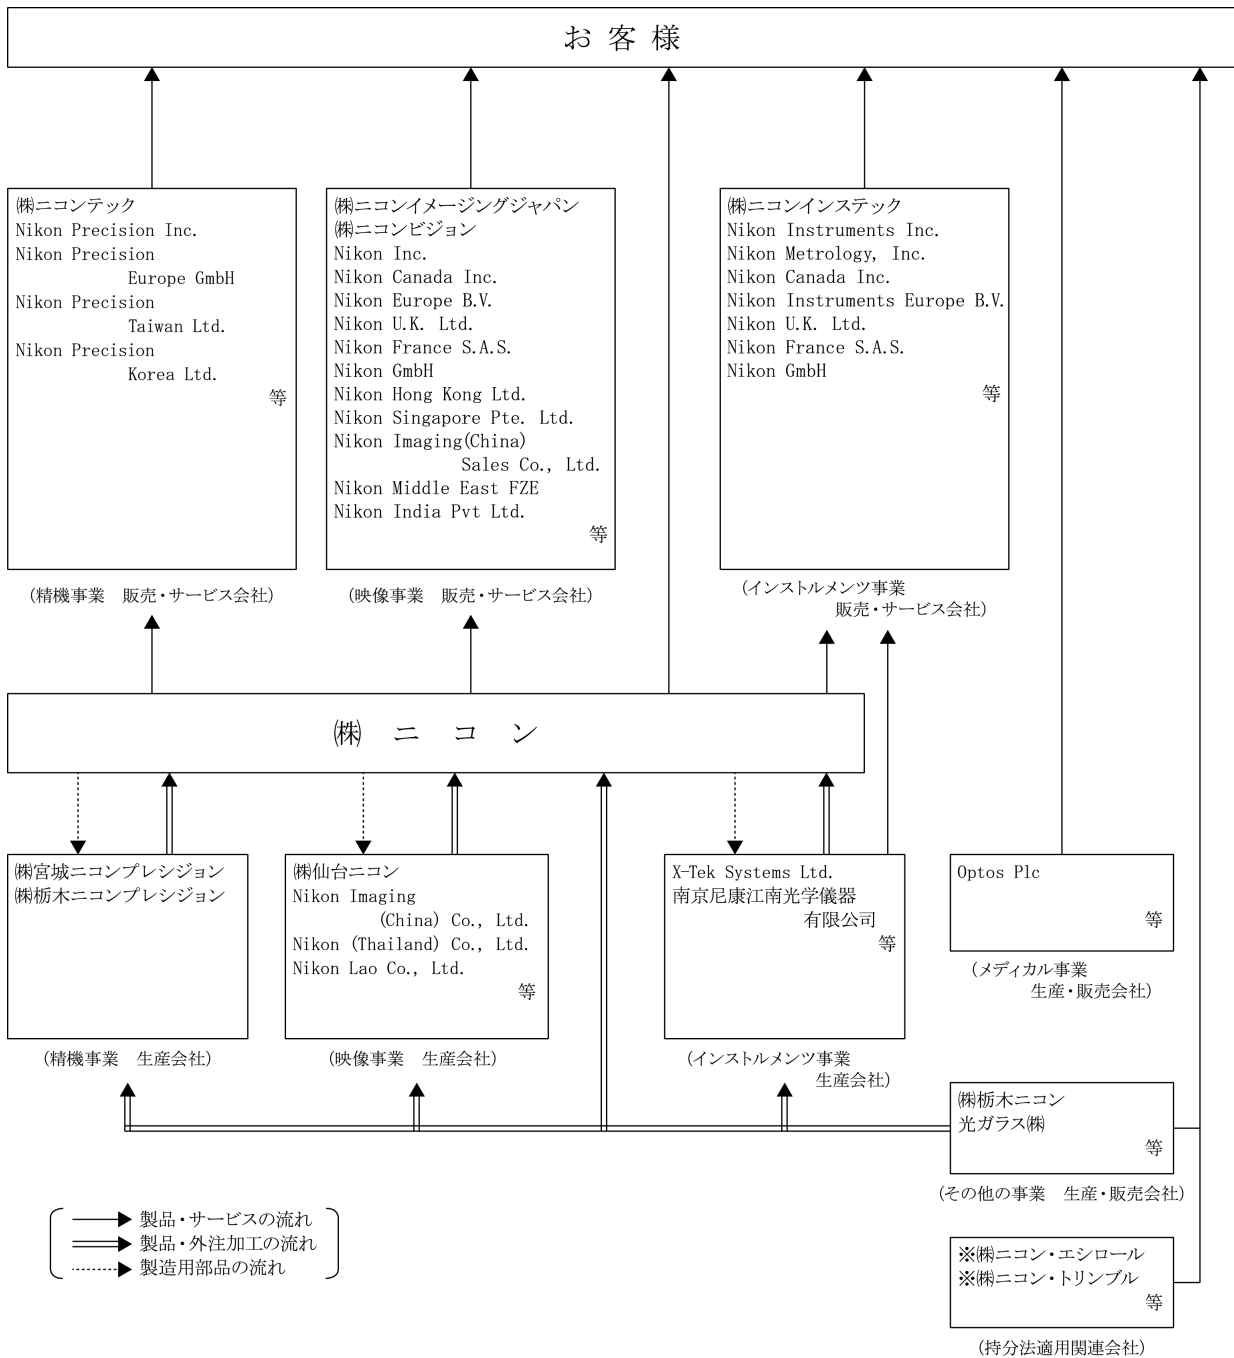 お 客 様
㈱ニコンテック
Nikon Precision Inc.
Nikon Precision
Europe GmbH
Nikon Precision
Taiwan Ltd.
Nikon Precision
Korea Ltd.
等
(精機事業　販売・サービス会社)
㈱ニコンイメージングジャパン
㈱ニコンビジョン
Nikon Inc.
Nikon Canada Inc.
Nikon Europe B.V.
Nikon U.K. Ltd.
Nikon France S.A.S.
Nikon GmbH
Nikon Hong Kong Ltd.
Nikon Singapore Pte. Ltd.
Nikon Imaging(China)
Sales Co., Ltd.
Nikon Middle East FZE
Nikon India Pvt Ltd.
等
(映像事業　販売・サービス会社)
㈱ニコンインステック
Nikon Instruments Inc.
Nikon Metrology, Inc.
Nikon Canada Inc.
Nikon Instruments Europe B.V.
Nikon U.K. Ltd.
Nikon France S.A.S.
Nikon GmbH
等
(インストルメンツ事業
販売・サービス会社)
㈱ ニ コ ン
㈱宮城ニコンプレシジョン
㈱栃木ニコンプレシジョン
(精機事業　生産会社)
㈱仙台ニコン
Nikon Imaging
(China) Co., Ltd.
Nikon (Thailand) Co., Ltd.
Nikon Lao Co., Ltd.
等
(映像事業　生産会社)
X-Tek Systems Ltd.
南京尼康江南光学儀器
有限公司
等
(インストルメンツ事業
生産会社)
Optos Plc
等
(メディカル事業
生産・販売会社)
㈱栃木ニコン
光ガラス㈱
等
(その他の事業　生産・販売会社)
※㈱ニコン・エシロール
※㈱ニコン・トリンブル
等
(持分法適用関連会社)
製品・サービスの流れ
製品・外注加工の流れ
製造用部品の流れ